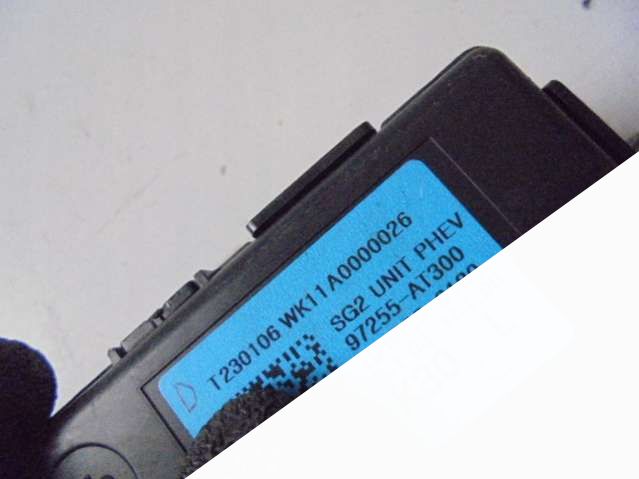 D
T230106 WK11A0000026
SG2 UNIT PHEV
97255-AT300